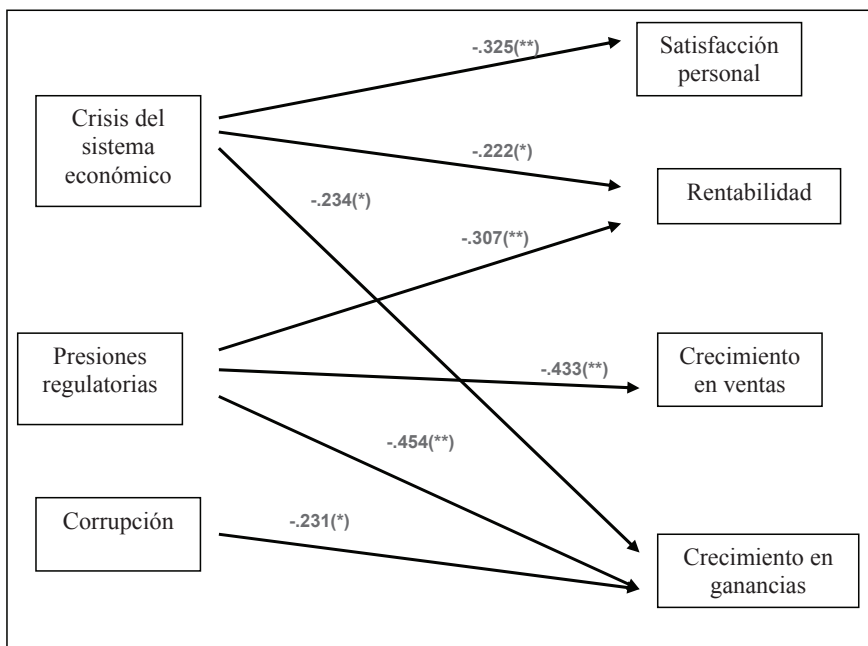 -.325(**)
Satisfacción
personal
Crisis del
sistema
económico
-.222(*)
-.234(*)
Rentabilidad
-.307(**)
Presiones
regulatorias
-.433(**)
Crecimiento
en ventas
-.454(**)
Corrupción
-.231(*)
Crecimiento en
ganancias